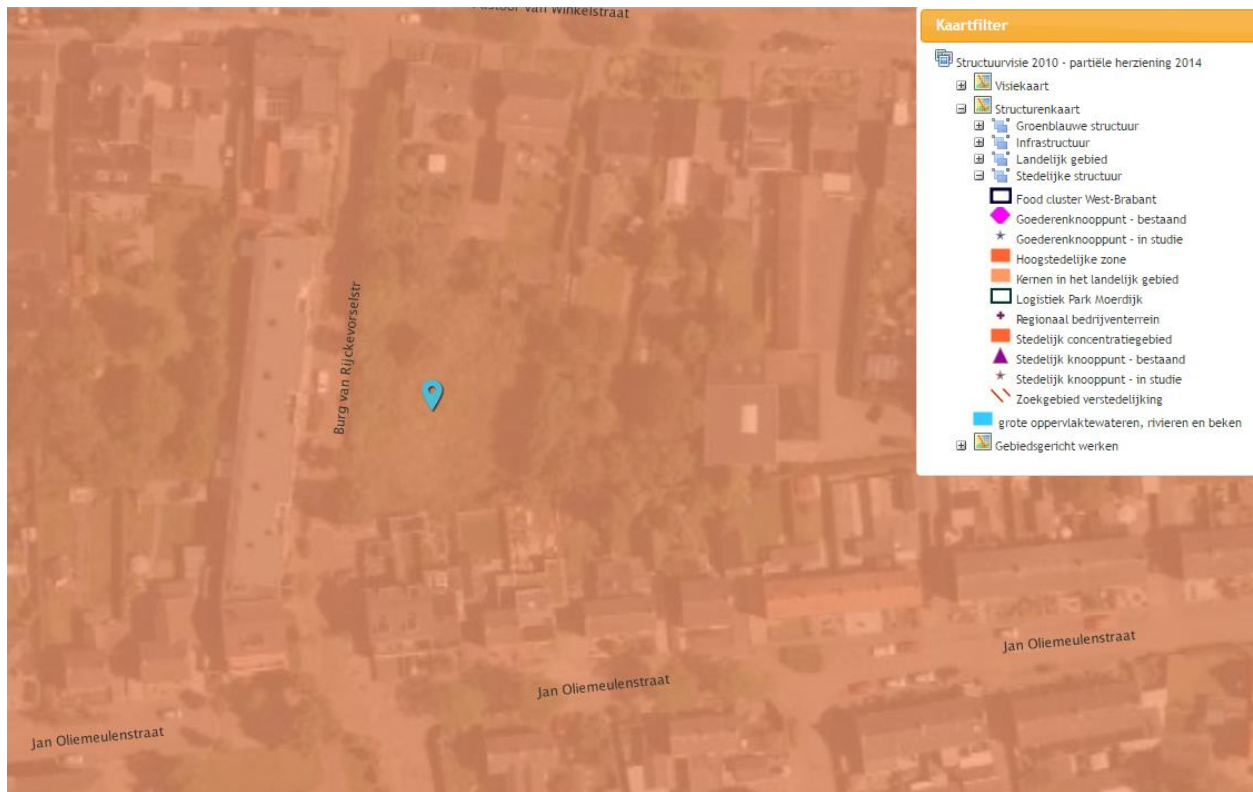 Pastoor van Winkelstraat
Kaartfilter
Structuurvisie 2010 - partiële herziening 2014
Visiekaart
Structurenkaart
Groenblauwe structuur
Infrastructuur
Landelijk gebied
Stedelijke structuur
Food cluster West-Brabant
Goederenknooppunt - bestaand
Goederenknooppunt - in studie
Hoogstedelijke zone
Kernen in het landelijk gebied
Logistiek Park Moerdijk
Regionaal bedrijventerrein
Stedelijk concentratiegebied
Stedelijk knooppunt - bestaand
Stedelijk knooppunt - in studie
Zoekgebied verstedelijking
grote oppervlaktewateren, rivieren en beken
Gebiedsgericht werken
Burg van Rijckevorselstr
Jan Oliemeulenstraat
Jan Oliemeulenstraat
Jan Oliemeulenstraat